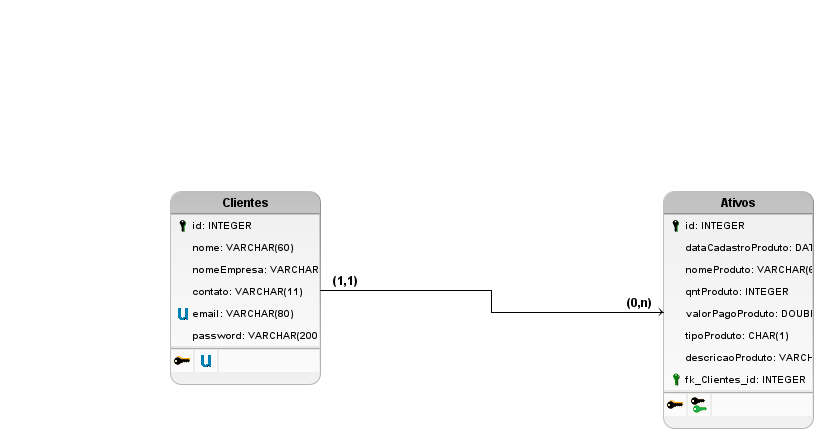 Clientes
id: INTEGER
nome: VARCHAR(60)
nomeEmpresa: VARCHAR
contato: VARCHAR(11)
U email: VARCHAR(80)
password: VARCHAR(200
U
(1,1)
(0,n)
Ativos
id: INTEGER
dataCadastroProduto: DAT
nomeProduto: VARCHAR(6
qntProduto: INTEGER
valorPagoProduto: DOUBL
tipoProduto: CHAR(1)
descricaoProduto: VARCH
fk_Clientes_id: INTEGER